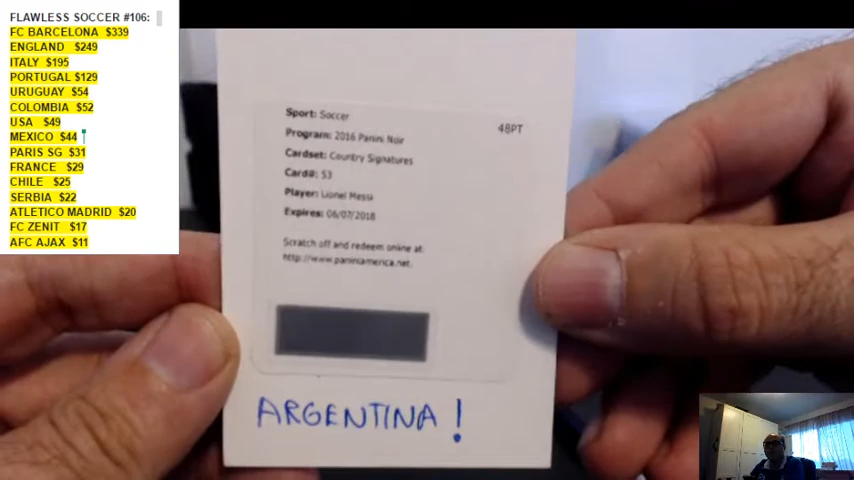 FLAWLESS SOCCER #106:
FC BARCELONA $339
ENGLAND $249
ITALY $195
PORTUGAL $129
URUGUAY $54
COLOMBIA $52
USA $49
MEXICO $44
PARIS SG $31
FRANCE $29
CHILE $25
SERBIA $22
ATLETICO MADRID $20
FC ZENIT $17
AFC AJAX $11
Sport: Soccer
48PT
Program: 2016 Panini Noir
Cardset: Country Signatures
Card#: 53
Player: Lionel Messi
Expires: 06/07/2018
Scratch off and redeem online at:
http://www.paniniamerica.net.
ARGENTINA!